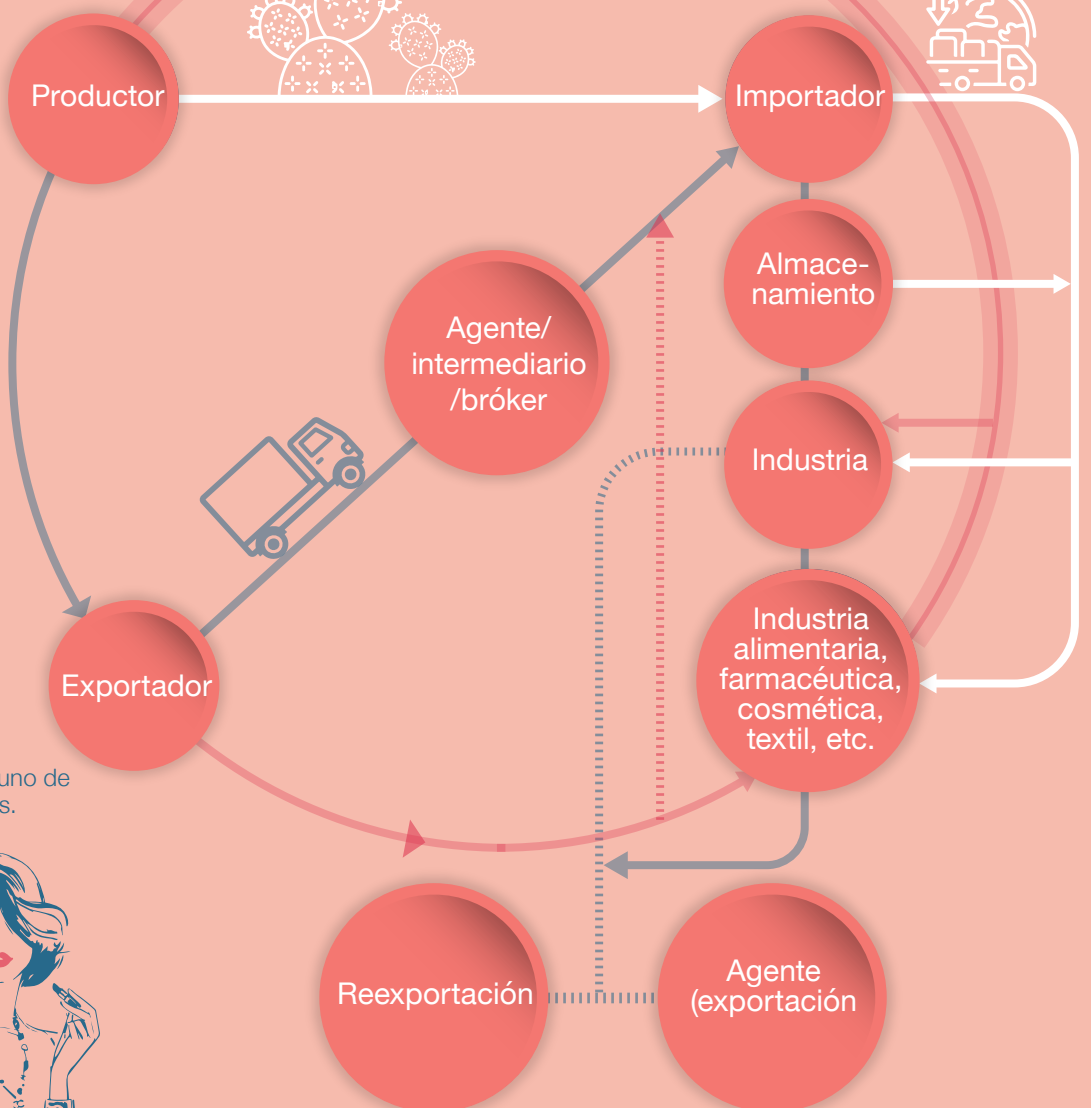 Productor
Importador
Almace-
namiento
Agente/
intermediario
/bróker
Industria
Industria
alimentaria,
farmacéutica,
cosmética,
textil, etc.
Exportador
uno de
s.
Reexportación
Agente
(exportación